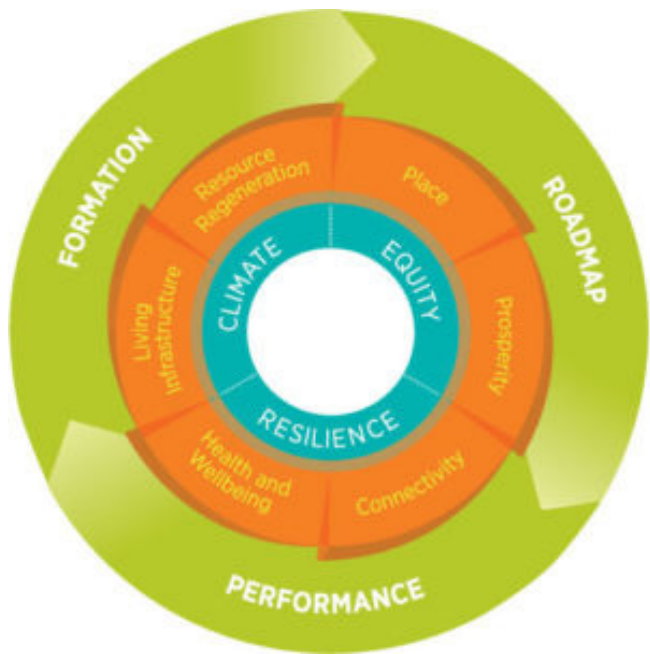 FORMATION
ROADMAP
PERFORMANCE
Resource
Regeneration
Place
Prosperity
Connectivity
Health and
Wellbeing
Living
Infrastructure
CLIMATE
EQUITY
RESILIENCE